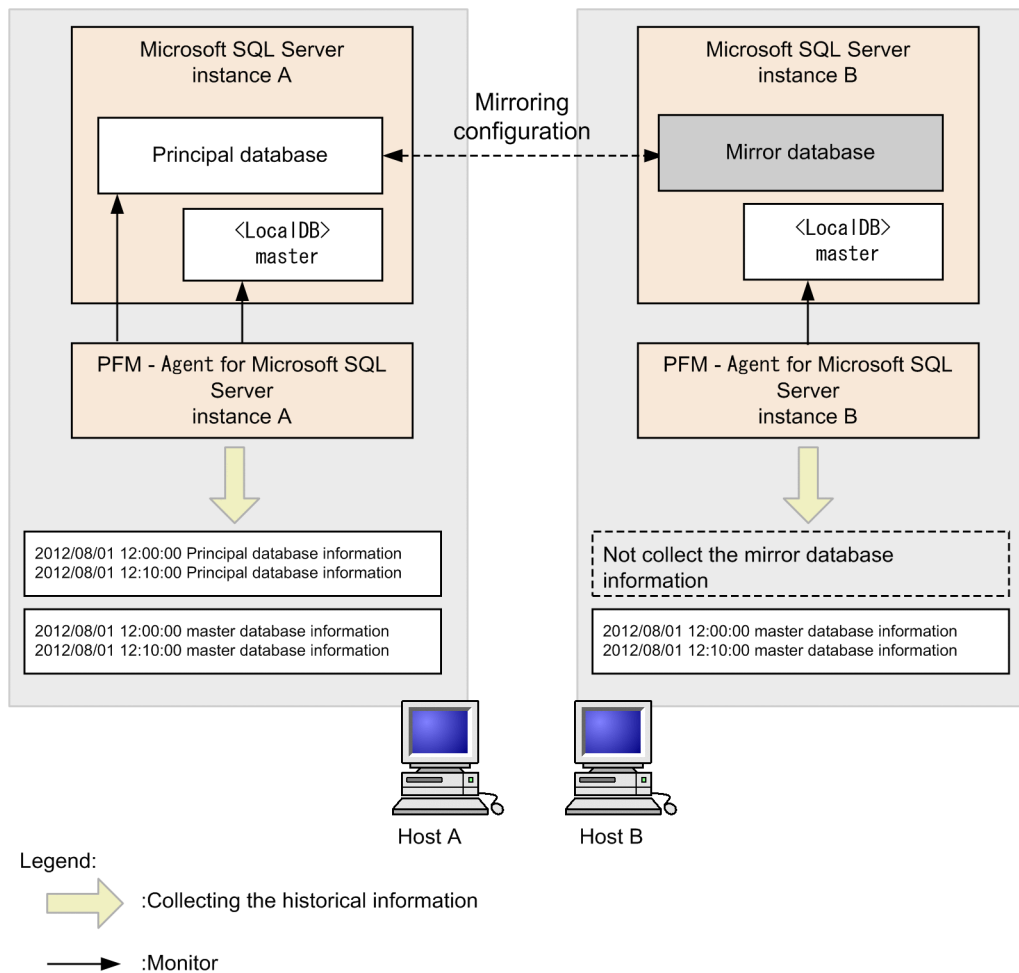 Microsoft SQL Server
instance A
Principal database
<LocalDB>
master
PFM - Agent for Microsoft SQL
Server
instance A
2012/08/01 12:00:00 Principal database information
2012/08/01 12:10:00 Principal database information
2012/08/01 12:00:00 master database information
2012/08/01 12:10:00 master database information
Host A
Mirroring
configuration
Microsoft SQL Server
instance B
Mirror database
<LocalDB>
master
PFM - Agent for Microsoft SQL
Server
instance B
Not collect the mirror database
information
2012/08/01 12:00:00 master database information
2012/08/01 12:10:00 master database information
Host B
Legend:
:Collecting the historical information
:Monitor